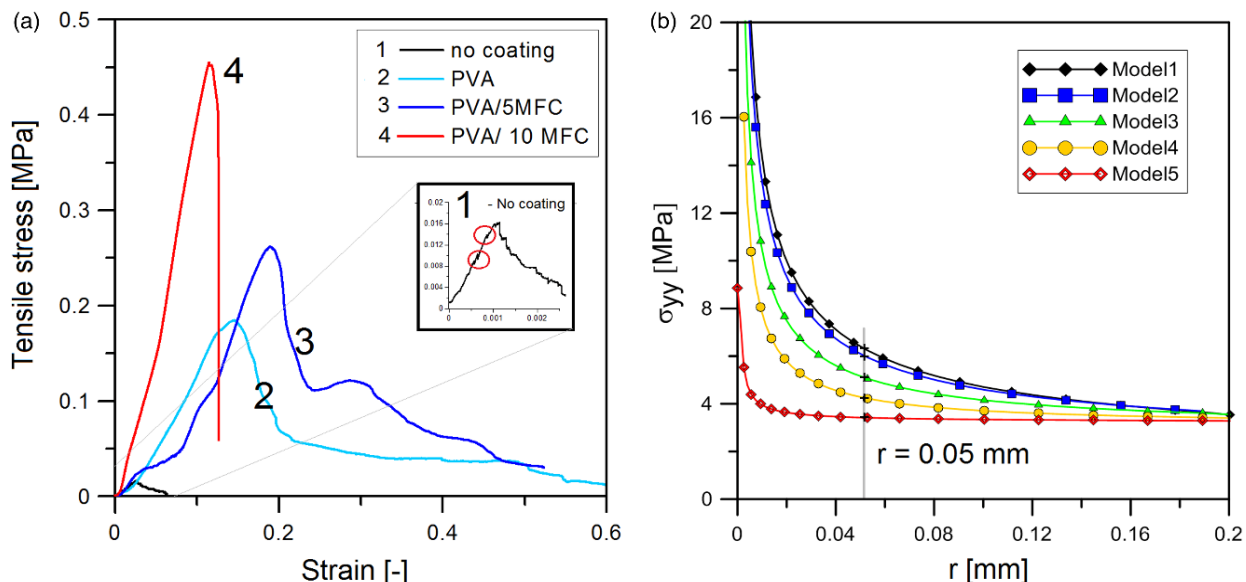 (a)
0.5
0.4
0.3
0.2
0.1
0
Tensile stress [MPa]
0
0.2
0.4
0.6
Strain [-]
1 no coating
2 PVA
3 PVA/5MFC
4 PVA/ 10 MFC
4
3
2
1 - No coating
0.02
0.016
0.012
0.008
0.004
0
0 0.001 0.002
(b)
20
16
12
8
4
0
σyy [MPa]
0 0.04 0.08 0.12 0.16 0.2
r [mm]
Model1
Model2
Model3
Model4
Model5
r = 0.05 mm